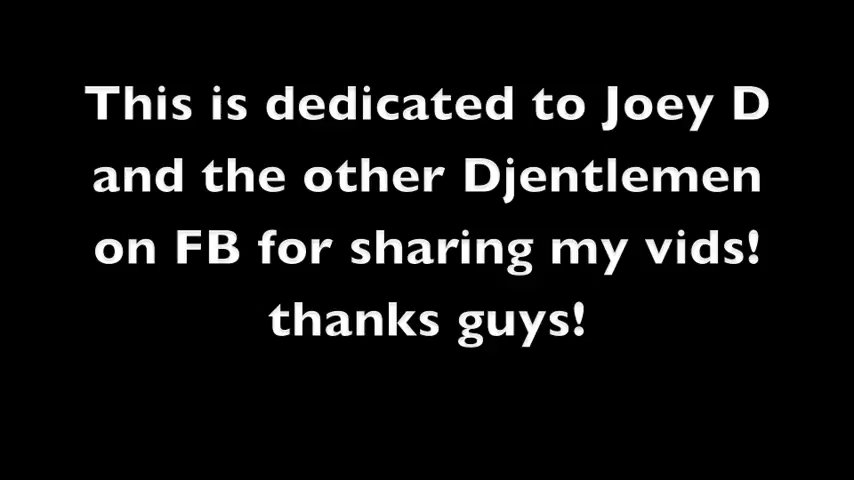 This is dedicated to Joey D
and the other Djentlemen
on FB for sharing my vids!
thanks guys!